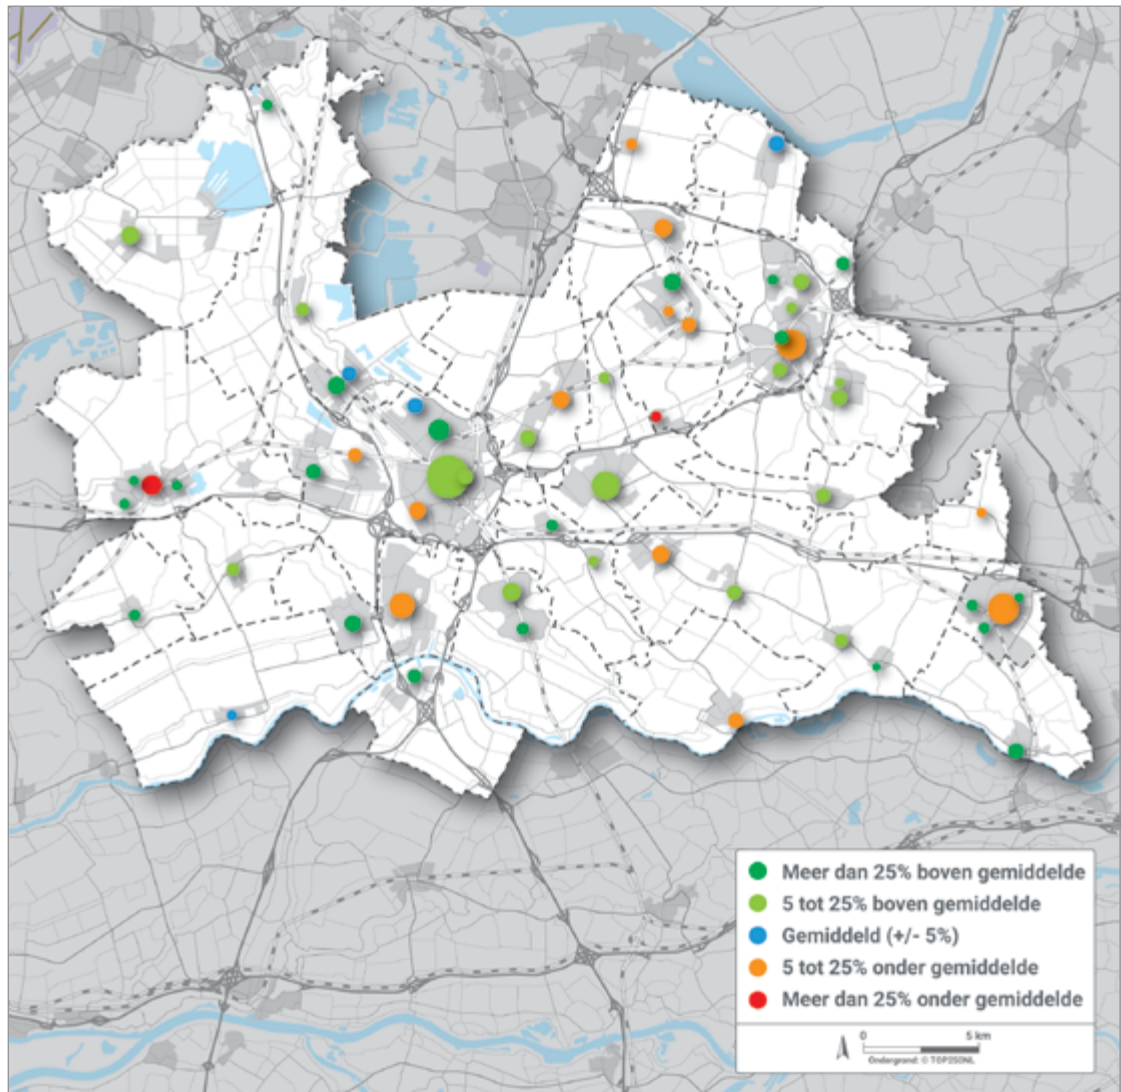 Meer dan 25% boven gemiddelde
5 tot 25% boven gemiddelde
Gemiddeld (+/- 5%)
5 tot 25% onder gemiddelde
Meer dan 25% onder gemiddelde
0 5 km
Ondergrond: © TOP250NL